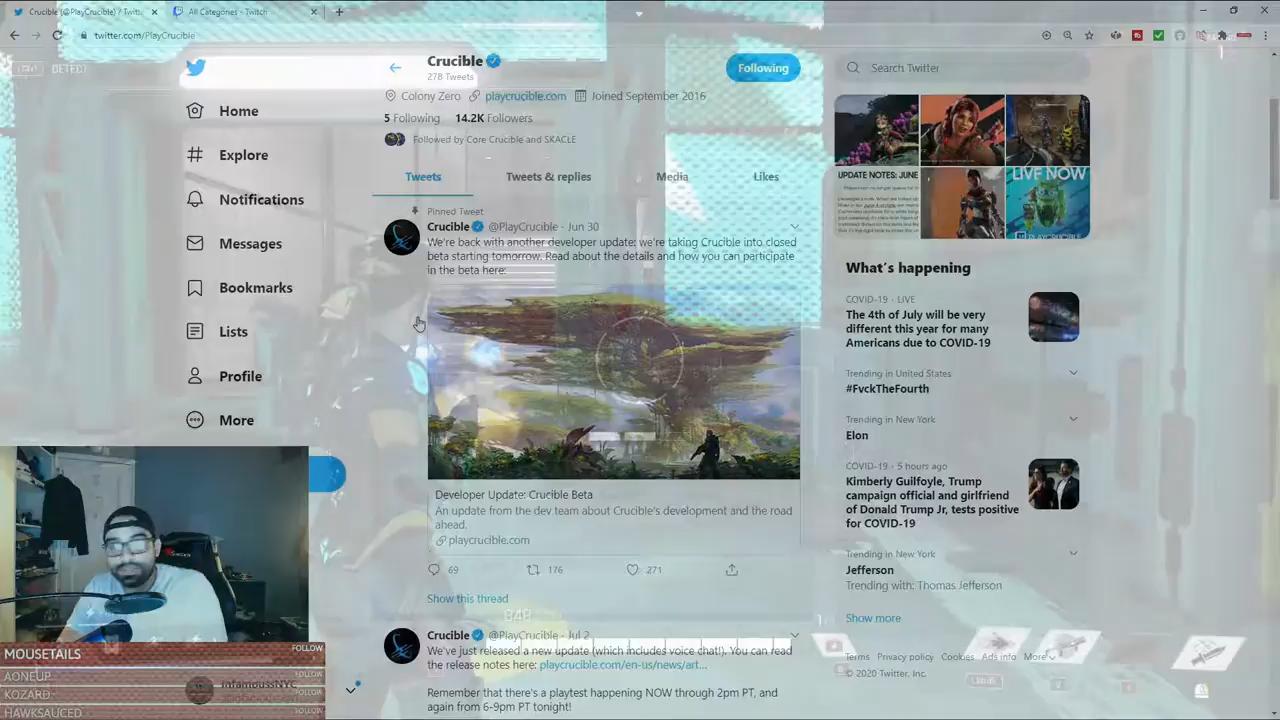 Crucible (@PlayCrucible) / Twitt
All Categories - Twitch
twitter.com/PlayCrucible
Crucible
278 Tweets
Following
Search Twitter
Colony Zero
playcrucible.com
Joined September 2016
5 Following
14.2K Followers
Followed by Core Crucible and SKACLE
Home
Explore
Notifications
Messages
Bookmarks
Lists
Profile
More
Tweets
Tweets & replies
Media
Likes
Pinned Tweet
Crucible @PlayCrucible · Jun 30
We're back with another developer update: we're taking Crucible into closed
beta starting tomorrow. Read about the details and how you can participate
in the beta here:
Developer Update: Crucible Beta
An update from the dev team about Crucible's development and the road
ahead.
playcrucible.com
69
176
271
Show this thread
848
Crucible @PlayCrucible · Jul 2
We've just released a new update (which includes voice chat!). You can read
the release notes here: playcrucible.com/en-us/news/art...
Remember that there's a playtest happening NOW through 2pm PT, and
again from 6-9pm PT tonight!
UPDATE NOTES: JUNE
LIVE NOW
PLAYCRUCIBLE
What's happening
COVID-19 · LIVE
The 4th of July will be very
different this year for many
Americans due to COVID-19
Trending in United States
#FvckTheFourth
Trending in New York
Elon
COVID-19 · 5 hours ago
Kimberly Guilfoyle, Trump
campaign official and girlfriend
of Donald Trump Jr, tests positive
for COVID-19
Trending in New York
Jefferson
Trending with: Thomas Jefferson
Show more
Terms Privacy policy Cookies Ads info More
© 2020 Twitter, Inc.
MOUSETAILS
FOLLOW
AONEUP
FOLLOW
KOZARD
FOLLOW
HAWKSAUCED
FOLLOW
InfamoussNYC